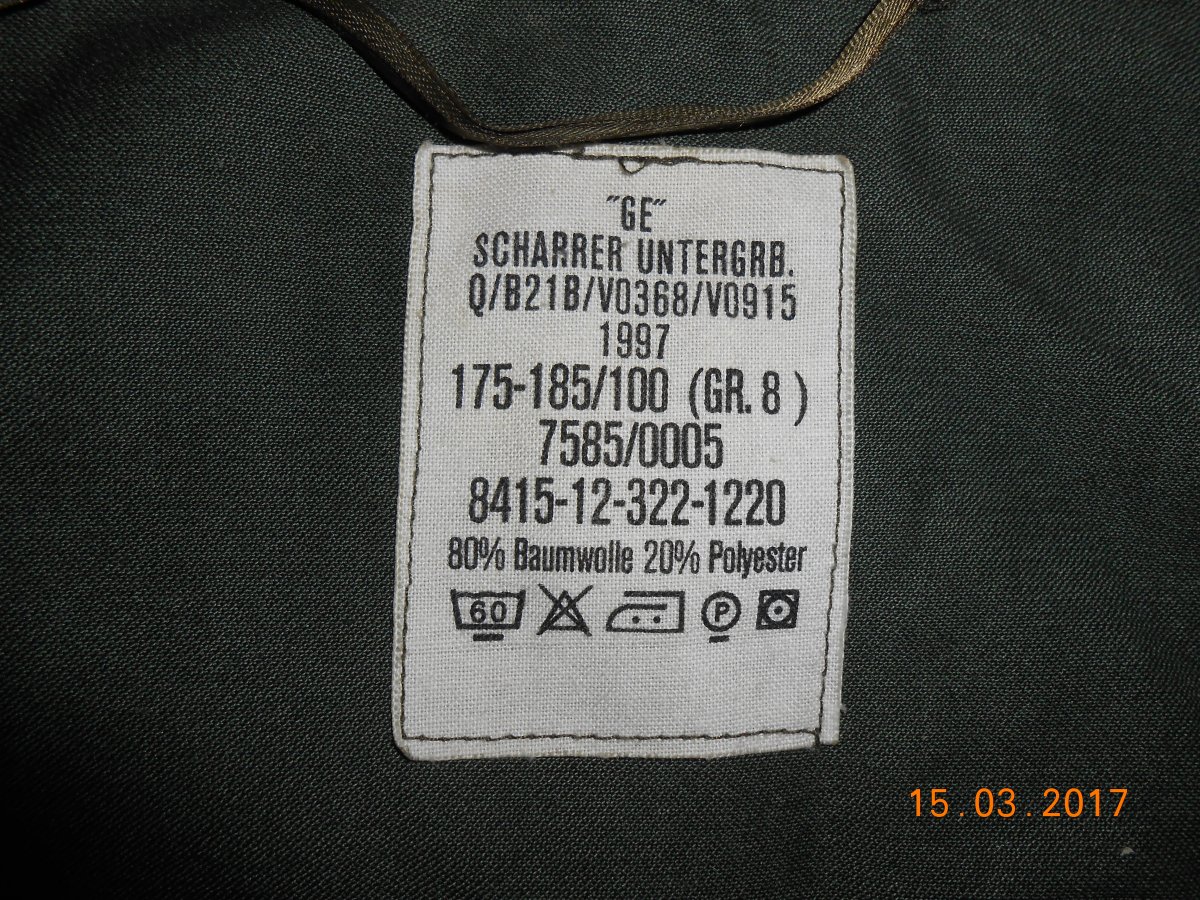 "GE"
SCHARRER UNTERGRB.
Q/B21B/V0368/V0915
1997
175-185/100 (GR. 8 )
7585/0005
8415-12-322-1220
80% Baumwolle 20% Polyester
60 P
15.03.2017